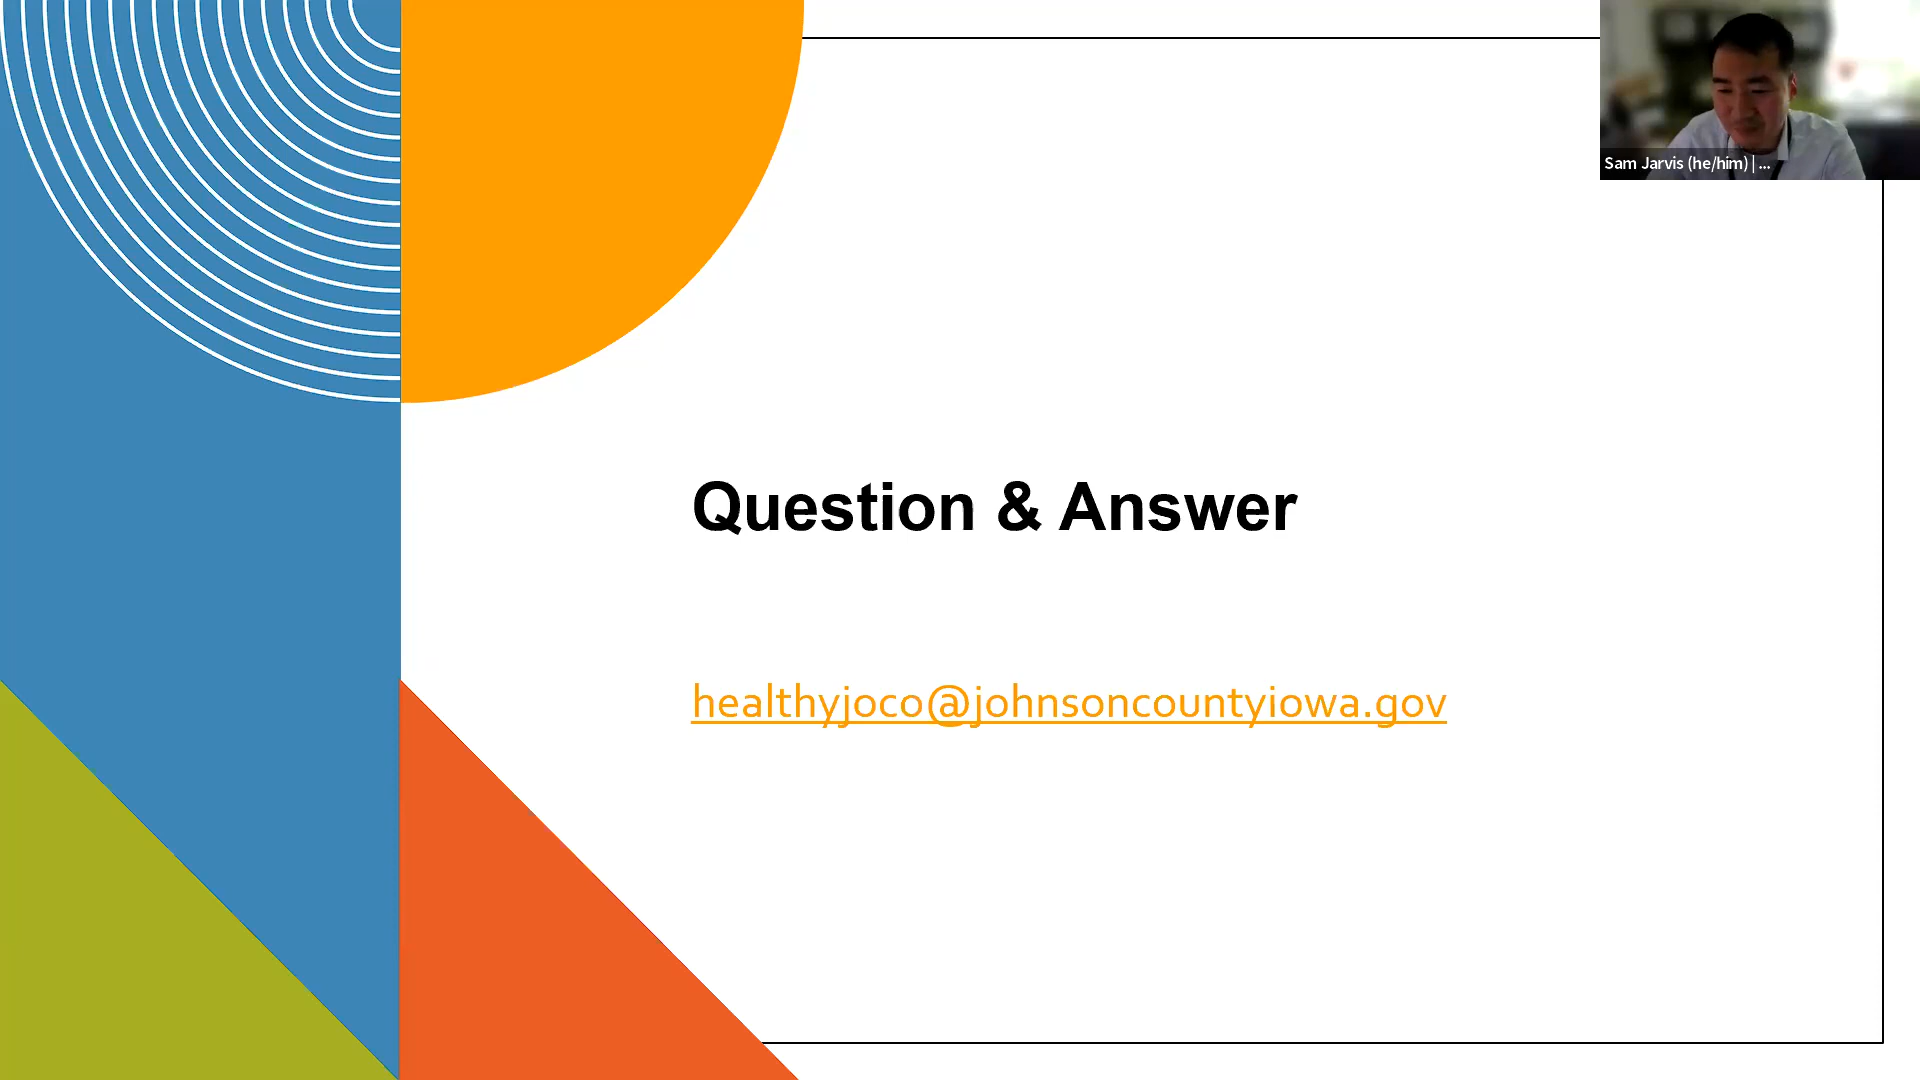 Sam Jarvis (he/him) | ...
Question & Answer
healthyjoco@johnsoncountyiowa.gov